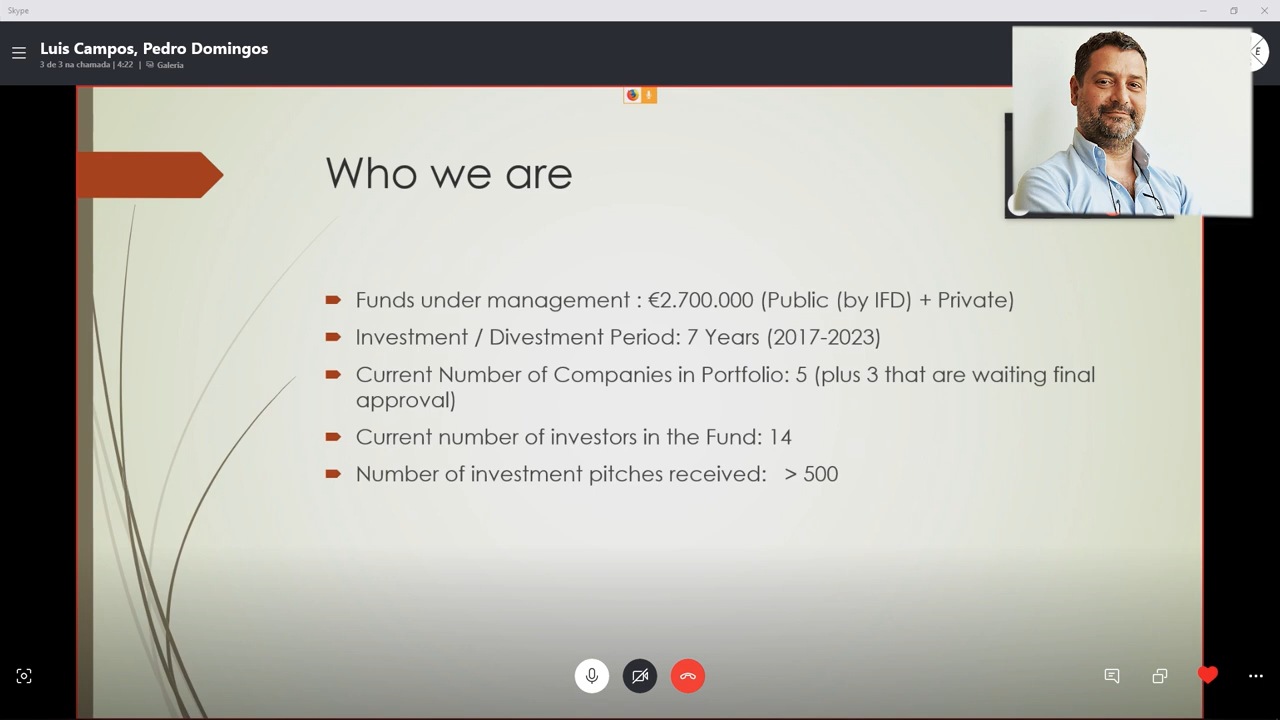 Skype
Luis Campos, Pedro Domingos
3 de 3 na chamada | 4:22 | Galeria
E
Who we are
Funds under management : €2.700.000 (Public (by IFD) + Private)
Investment / Divestment Period: 7 Years (2017-2023)
Current Number of Companies in Portfolio: 5 (plus 3 that are waiting final
approval)
Current number of investors in the Fund: 14
Number of investment pitches received: > 500